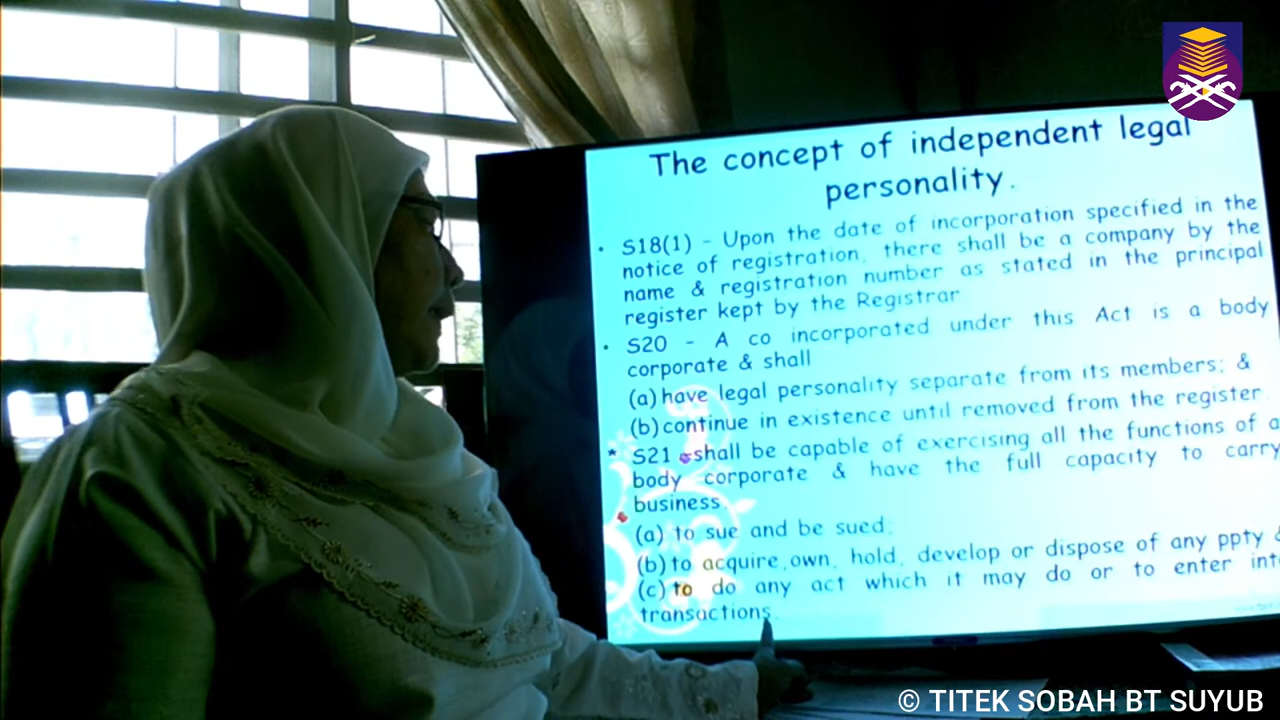 The concept of independent legal
personality.
• S18(1) - Upon the date of incorporation specified in the
notice of registration, there shall be a company by the
name & registration number as stated in the principal
register kept by the Registrar
• S20 - A co incorporated under this Act is a body
corporate & shall
(a) have legal personality separate from its members; &
(b) continue in existence until removed from the register.
* S21 shall be capable of exercising all the functions of a
body corporate & have the full capacity to carry
business
(a) to sue and be sued;
(b) to acquire, own, hold, develop or dispose of any ppty &
(c) to do any act which it may do or to enter int
transactions.
© TITEK SOBAH BT SUYUB